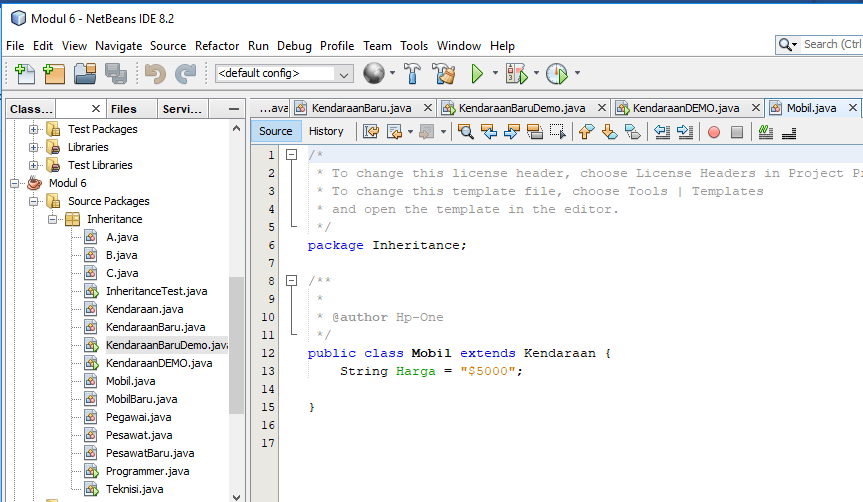 Modul 6 - NetBeans IDE 8.2
File Edit View Navigate Source Refactor Run Debug Profile Team Tools Window Help
Search (Ctrl
<default config>
Class... Files Servi...
...ava KendaraanBaru.java KendaraanBaruDemo.java KendaraanDEMO.java Mobil.java
Source History
Test Packages
Libraries
Test Libraries
Modul 6
Source Packages
Inheritance
A.java
B.java
C.java
InheritanceTest.java
Kendaraan.java
KendaraanBaru.java
KendaraanBaruDemo.java
KendaraanDEMO.java
Mobil.java
MobilBaru.java
Pegawai.java
Pesawat.java
PesawatBaru.java
Programmer.java
Teknisi.java
1 /*
2 * To change this license header, choose License Headers in Project Pr
3 * To change this template file, choose Tools | Templates
4 * and open the template in the editor.
5 */
6 package Inheritance;
7
8 /**
9 *
10 * @author Hp-One
11 */
12 public class Mobil extends Kendaraan {
13 String Harga = "$5000";
14
15 }
16
17